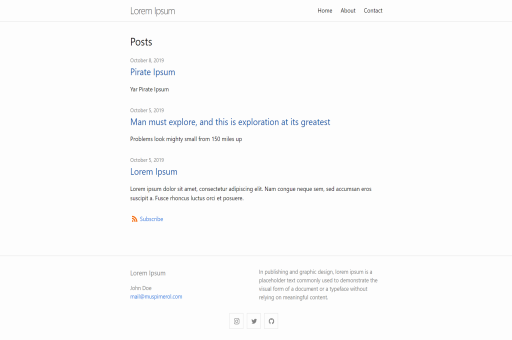 Lorem Ipsum
Home About Contact
Posts
October 8, 2019
Pirate Ipsum
Yar Pirate Ipsum
October 5, 2019
Man must explore, and this is exploration at its greatest
Problems look mighty small from 150 miles up
October 5, 2019
Lorem Ipsum
Lorem ipsum dolor sit amet, consectetur adipiscing elit. Nam congue neque sem, sed accumsan eros
suscipit a. Fusce rhoncus luctus orci et posuere.
Subscribe
Lorem Ipsum
John Doe
In publishing and graphic design, lorem ipsum is a
placeholder text commonly used to demonstrate the
visual form of a document or a typeface without
relying on meaningful content.